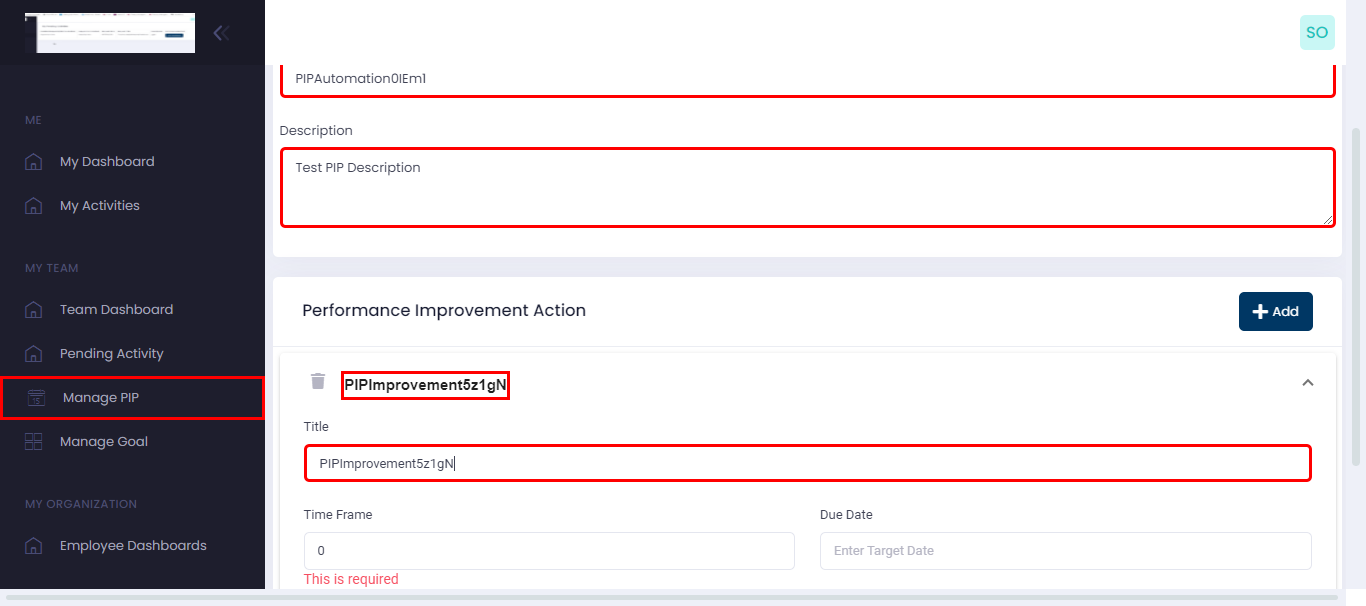 SO
ME
My Dashboard
My Activities
MY TEAM
Team Dashboard
Pending Activity
Manage PIP
Manage Goal
MY ORGANIZATION
Employee Dashboards
PIPAutomation0IEm1
Description
Test PIP Description
Performance Improvement Action
Add
PIPImprovement5z1gN
Title
PIPImprovement5z1gN
Time Frame
Due Date
0
Enter Target Date
This is required